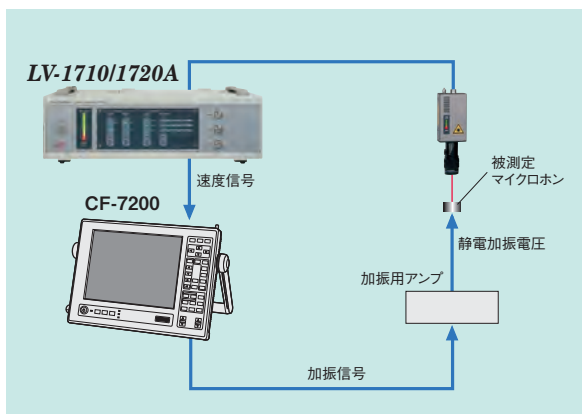 LV-1710/1720A
速度信号
CF-7200
被測定
マイクロホン
静電加振電圧
加振用アンプ
加振信号